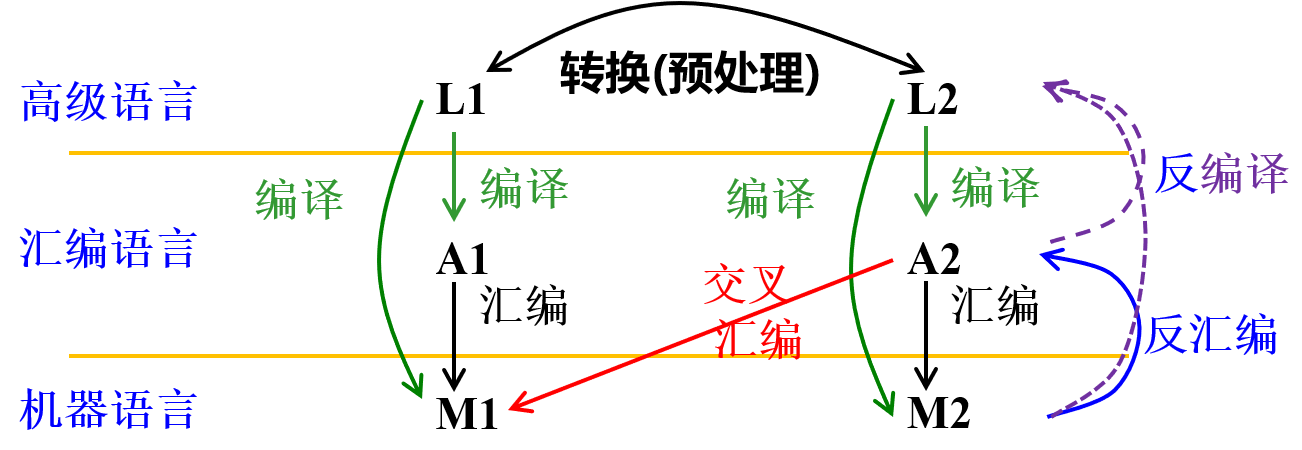 转换(预处理)
高级语言
L1
L2
编译
编译
编译
编译
反编译
汇编语言
A1
A2
汇编
交叉
汇编
汇编
反汇编
机器语言
M1
M2